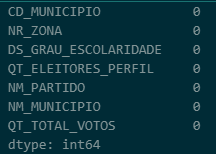 CD_MUNICIPIO 0
NR_ZONA 0
DS_GRAU_ESCOLARIDADE 0
QT_ELEITORES_PERFIL 0
NM_PARTIDO 0
NM_MUNICIPIO 0
QT_TOTAL_VOTOS 0
dtype: int64